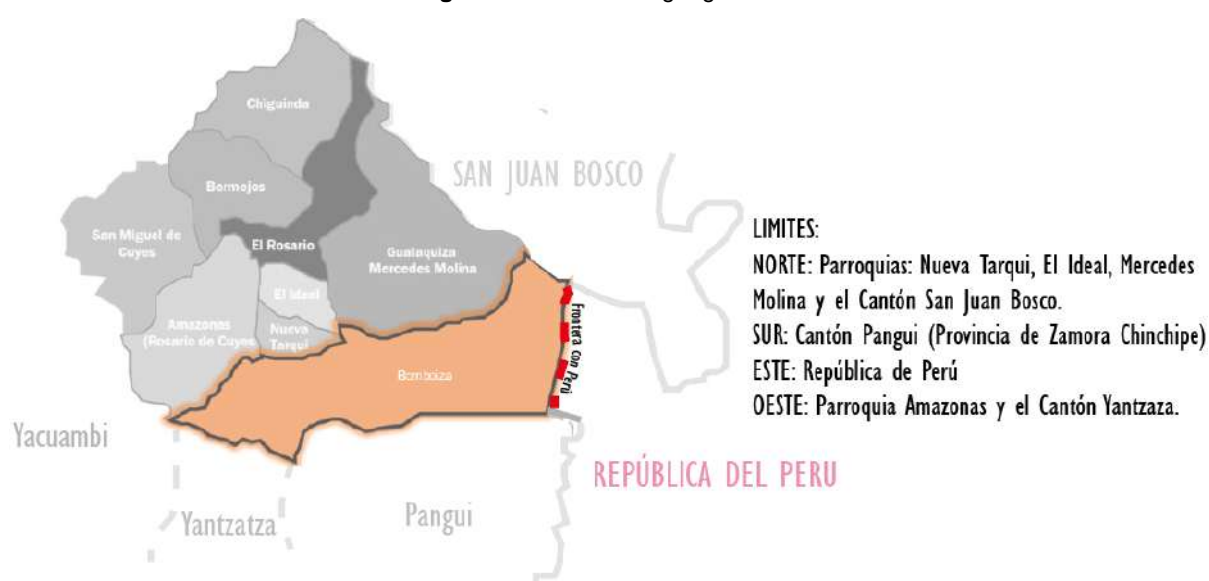 Chiguinda
SAN JUAN BOSCO
Bermejos
San Miguel de
Cuyes
El Rosario
Gualaquiza
Mercedes Molina
El Ideal
Amazonas
(Rosario de Cuyes
Nueva
Tarqui
Bomboiza
Frontera con Perú
Yacuambi
Yantzatza
Pangui
REPÚBLICA DEL PERU
LIMITES:
NORTE: Parroquias: Nueva Tarqui, El Ideal, Mercedes
Molina y el Cantón San Juan Bosco.
SUR: Cantón Pangui (Provincia de Zamora Chinchipe)
ESTE: República de Perú
OESTE: Parroquia Amazonas y el Cantón Yantzaza.